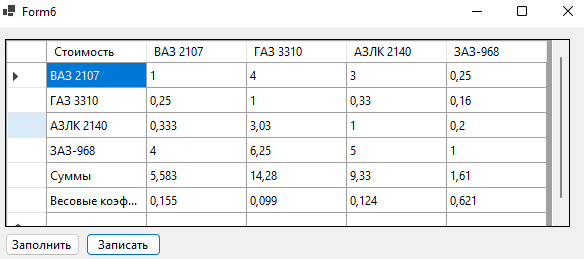 Form6
Стоимость ВАЗ 2107 ГАЗ 3310 АЗЛК 2140 ЗАЗ-968
ВАЗ 2107 1 4 3 0,25
ГАЗ 3310 0,25 1 0,33 0,16
АЗЛК 2140 0,333 3,03 1 0,2
ЗАЗ-968 4 6,25 5 1
Суммы 5,583 14,28 9,33 1,61
Весовые коэф... 0,155 0,099 0,124 0,621
Заполнить Записать